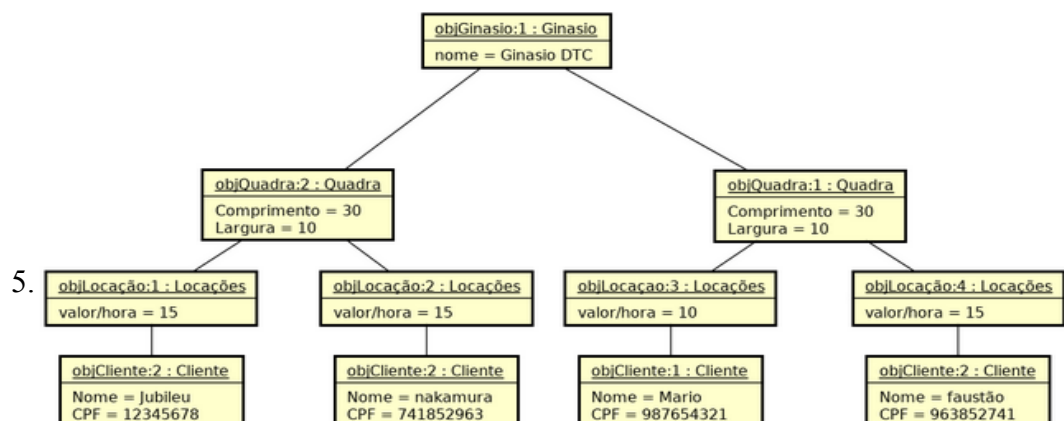 objGinasio:1 : Ginasio
nome = Ginasio DTC
objQuadra:2 : Quadra
Comprimento = 30
Largura = 10
objQuadra:1 : Quadra
Comprimento = 30
Largura = 10
5.
objLocação:1 : Locações
valor/hora = 15
objLocação:2 : Locações
valor/hora = 15
objLocaçao:3 : Locações
valor/hora = 10
objLocação:4 : Locações
valor/hora = 15
objCliente:2 : Cliente
Nome = Jubileu
CPF = 12345678
objCliente:2 : Cliente
Nome = nakamura
CPF = 741852963
objCliente:1 : Cliente
Nome = Mario
CPF = 987654321
objCliente:2 : Cliente
Nome = faustão
CPF = 963852741